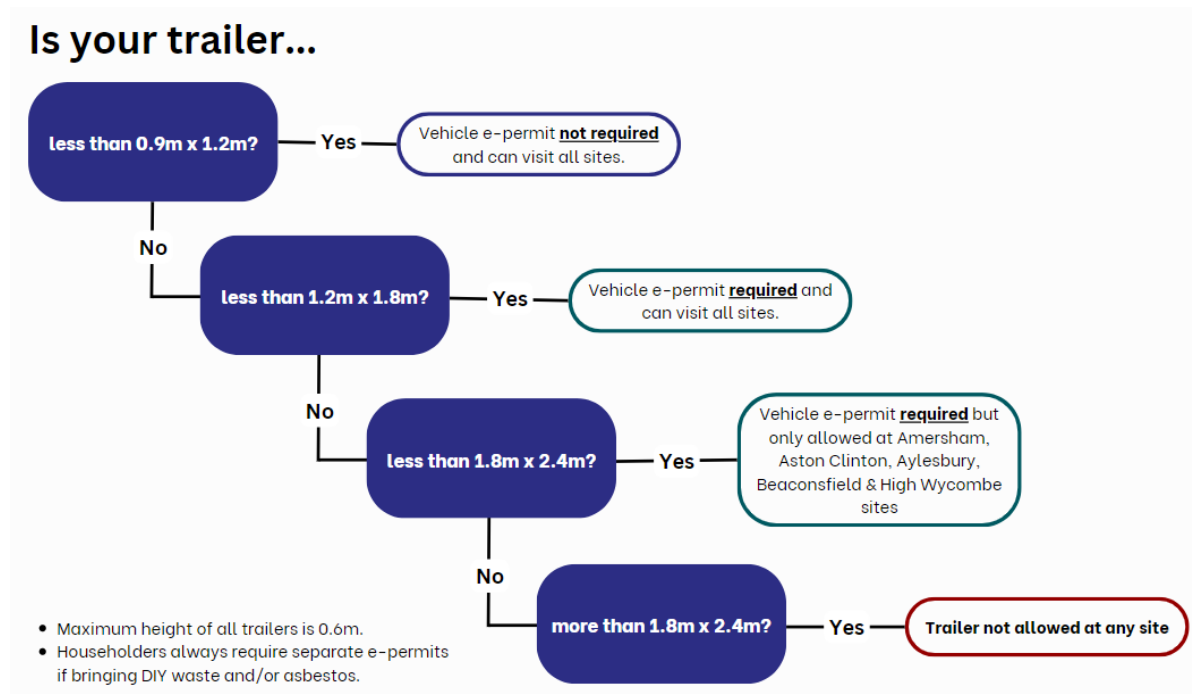 Is your trailer...
less than 0.9m x 1.2m?
Yes
Vehicle e-permit not required
and can visit all sites.
No
less than 1.2m x 1.8m?
Yes
Vehicle e-permit required and
can visit all sites.
No
less than 1.8m x 2.4m?
Yes
Vehicle e-permit required but
only allowed at Amersham,
Aston Clinton, Aylesbury,
Beaconsfield & High Wycombe
sites
No
more than 1.8m x 2.4m?
Yes
Trailer not allowed at any site
• Maximum height of all trailers is 0.6m.
• Householders always require separate e-permits
if bringing DIY waste and/or asbestos.